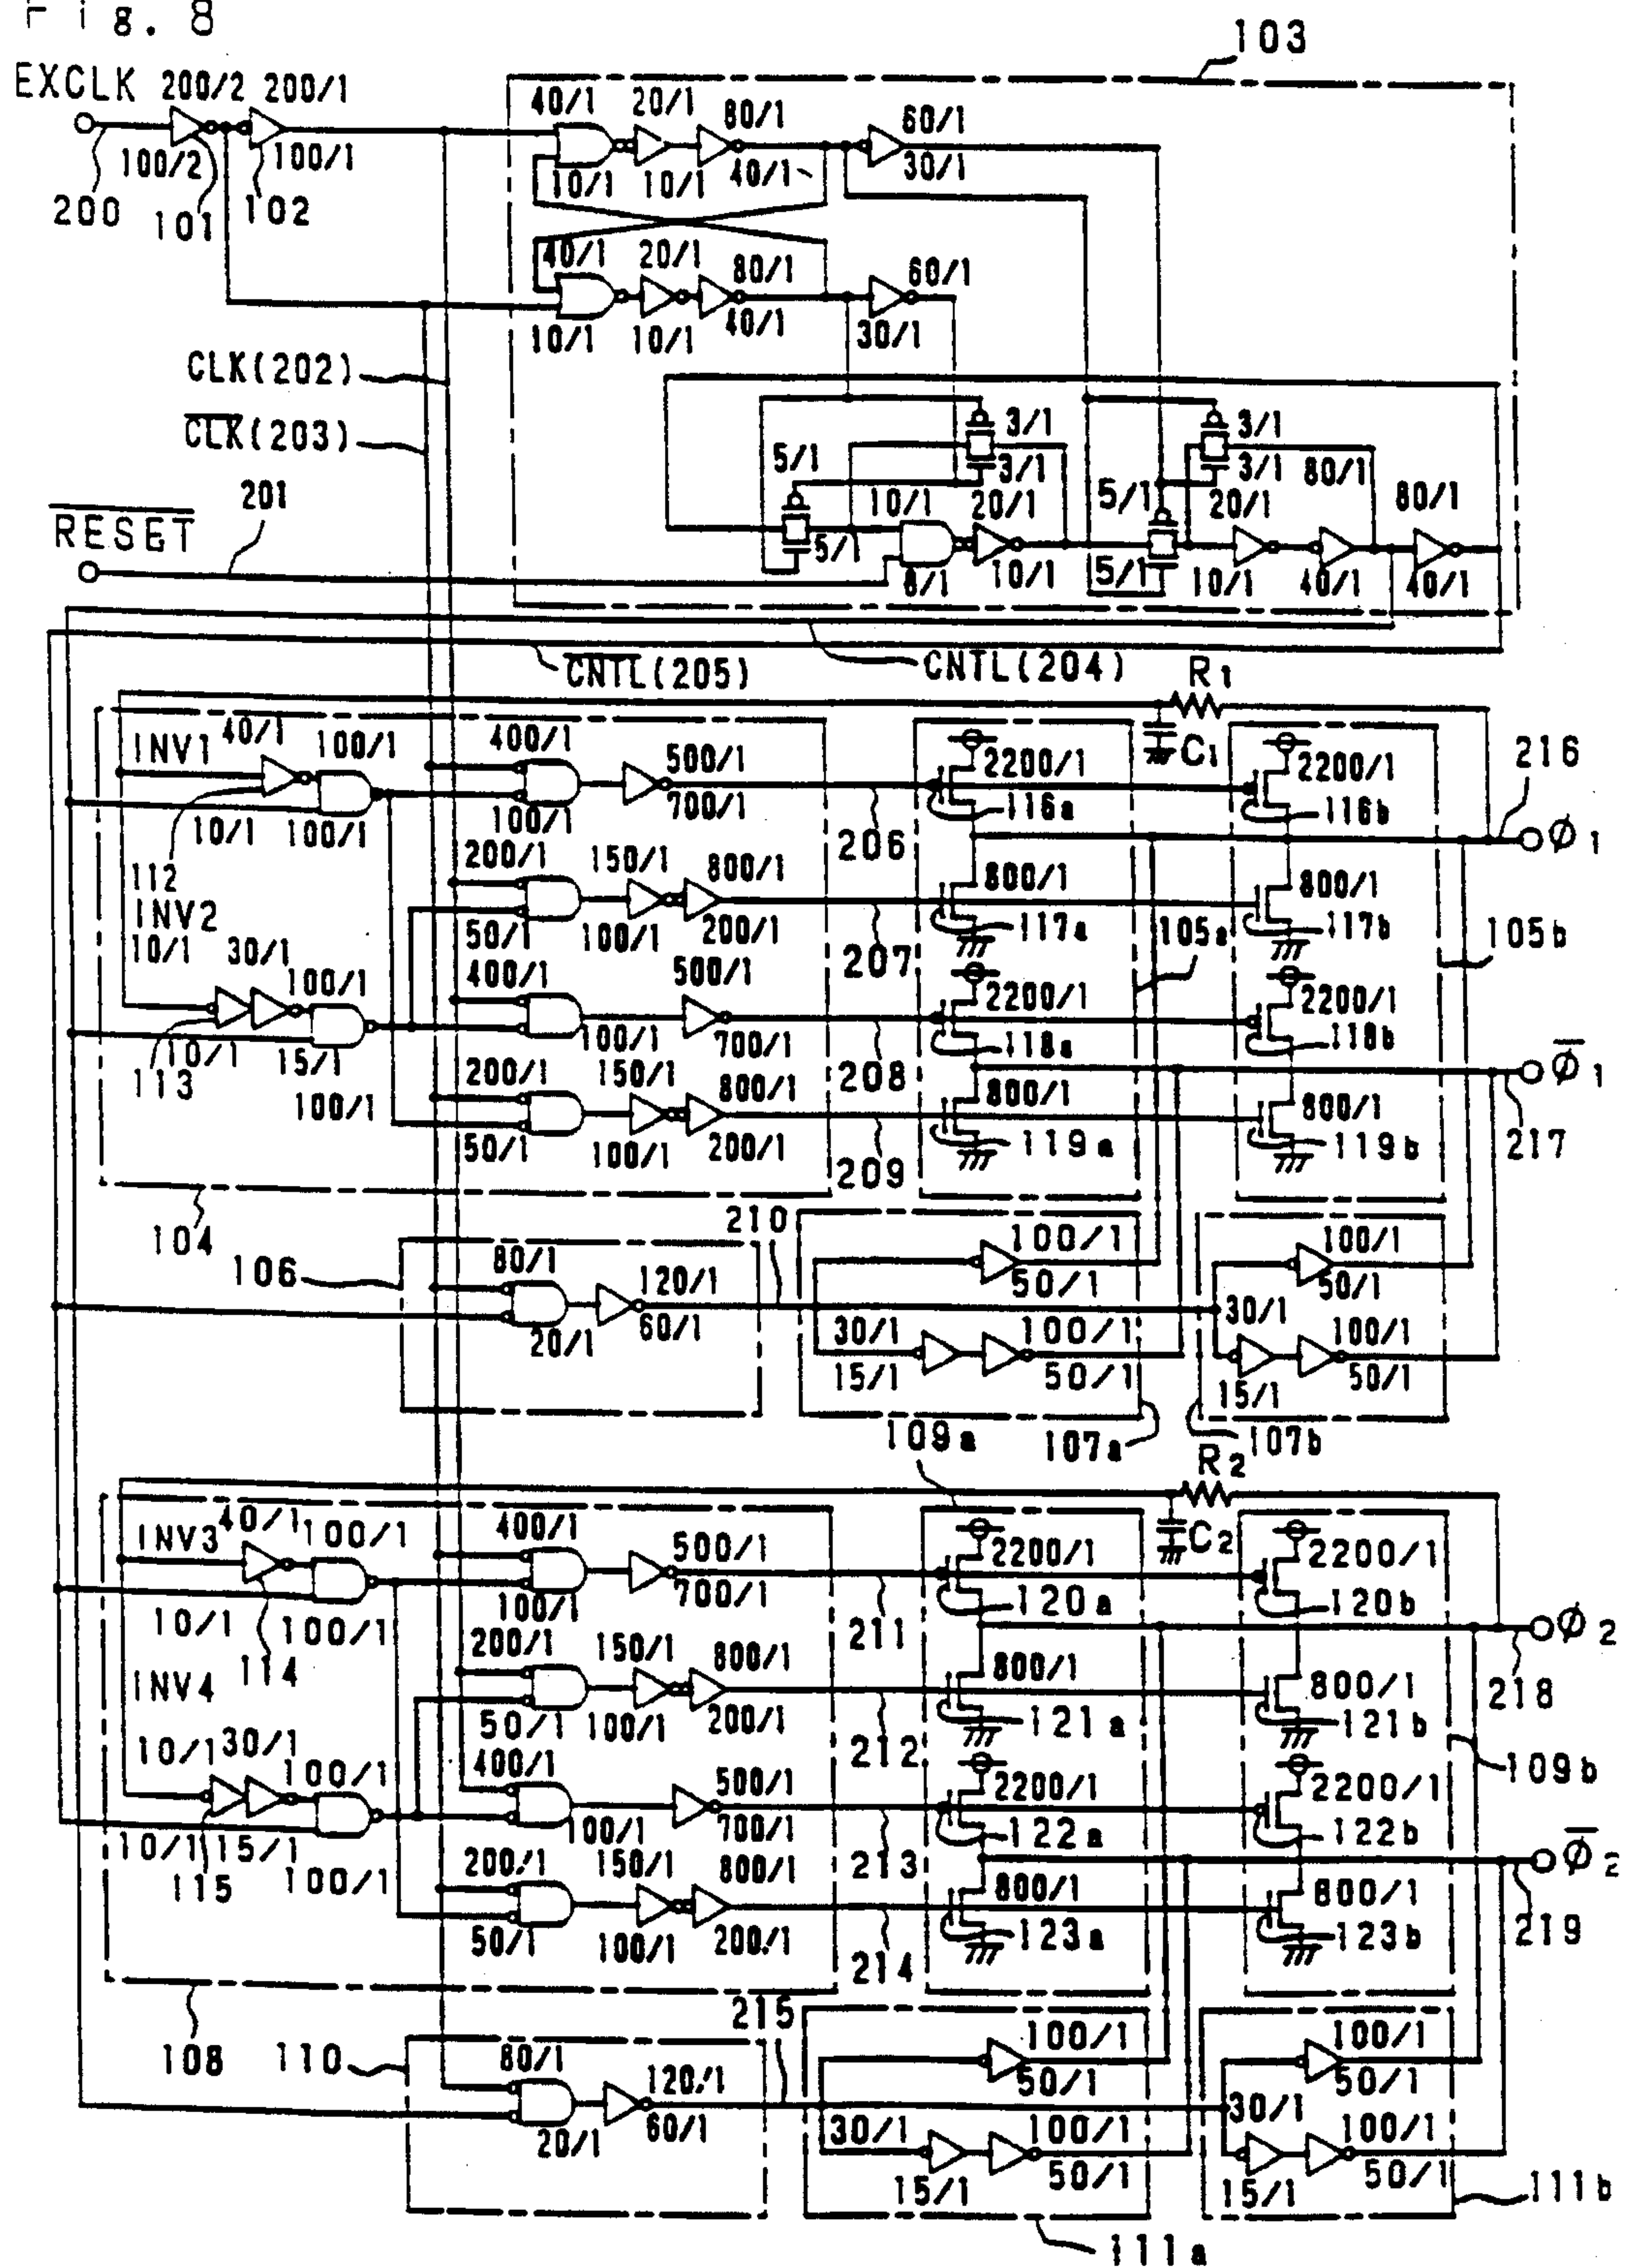 Fig. 8
103
EXCLK 200/2 200/1
100/2 100/1
200 101 102
40/1 20/1 80/1 60/1
10/1 10/1 40/1 30/1
40/1 20/1 80/1 60/1
10/1 10/1 40/1 30/1
CLK(202)
C̅L̅K̅(203)
3/1 3/1
5/1 3/1 3/1 80/1
201 10/1 20/1 5/1 20/1 80/1
R̅E̅S̅E̅T̅
5/1 6/1 10/1 5/1 10/1 40/1 40/1
C̅N̅T̅L̅(205) CNTL(204) R1
INV1 40/1 100/1 400/1 500/1 2200/1 C1 2200/1 216
10/1 100/1 100/1 700/1 116a 116b
206 ϕ1
112 200/1 150/1 800/1 800/1 800/1
INV2
10/1 30/1 100/1 50/1 100/1 200/1 117a 105a 117b 105b
207
400/1 500/1 2200/1 2200/1
10/1 15/1 100/1 700/1 118a 118b
113 208 ϕ̅1
100/1 200/1 150/1 800/1 800/1 800/1
50/1 100/1 200/1 119a 119b 217
209
104 210
106 80/1 120/1 100/1 100/1
20/1 60/1 50/1 50/1
30/1 100/1 30/1 100/1
15/1 50/1 15/1 50/1
109a 107a 107b
R2
INV3 40/1 100/1 400/1 500/1 2200/1 C2 2200/1
10/1 100/1 100/1 700/1 120a 120b
114 211 ϕ2
INV4 200/1 150/1 800/1 800/1 800/1 218
50/1 100/1 200/1 121a 121b
212
10/1 30/1 100/1 400/1 500/1 2200/1 2200/1 109b
10/1 15/1 100/1 700/1 122a 122b
115 100/1 213 ϕ̅2
200/1 150/1 800/1 800/1 800/1
50/1 100/1 200/1 123a 123b 219
214
215
108 110 80/1 120/1 100/1 100/1
20/1 60/1 50/1 50/1
30/1 100/1 30/1 100/1
15/1 50/1 15/1 50/1 111b
111a